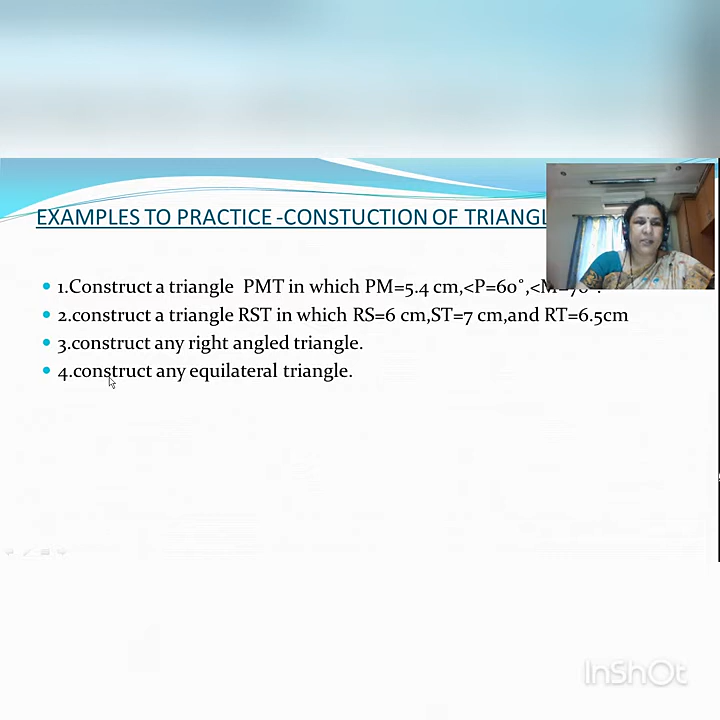 EXAMPLES TO PRACTICE -CONSTUCTION OF TRIANGL
1.Construct a triangle PMT in which PM=5.4 cm,<P=60°,<M=70°.
2.construct a triangle RST in which RS=6 cm,ST=7 cm,and RT=6.5cm
3.construct any right angled triangle.
4.construct any equilateral triangle.
InShOt